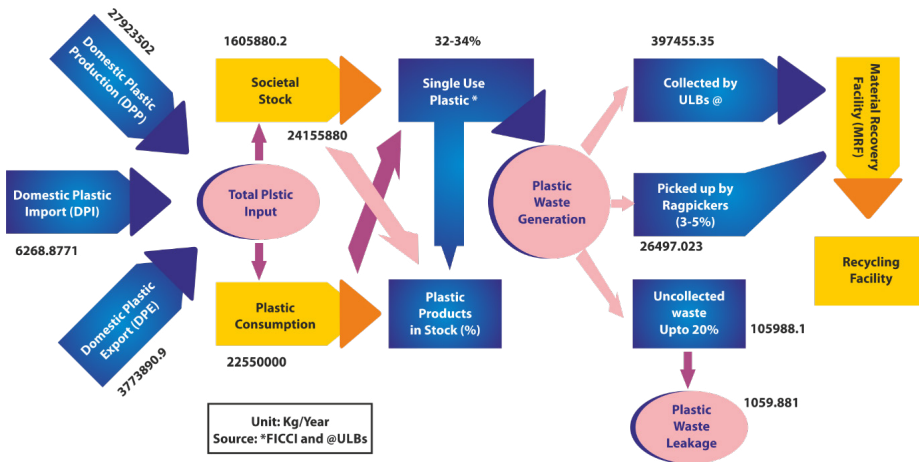 27923502
Domestic Plastic
Production (DPP)
Domestic Plastic
Import (DPI)
6268.8771
Domestic Plastic
Export (DPE)
3773890.9
1605880.2
Societal
Stock
24155880
Total Plstic
Input
Plastic
Consumption
22550000
32-34%
Single Use
Plastic *
Plastic
Products
in Stock (%)
Plastic
Waste
Generation
397455.35
Collected by
ULBs @
Picked up by
Ragpickers
(3-5%)
26497.023
Uncollected
waste
Upto 20%
105988.1
Plastic
Waste
Leakage
1059.881
Material Recovery
Facility (MRF)
Recycling
Facility
Unit: Kg/Year
Source: *FICCI and @ULBs